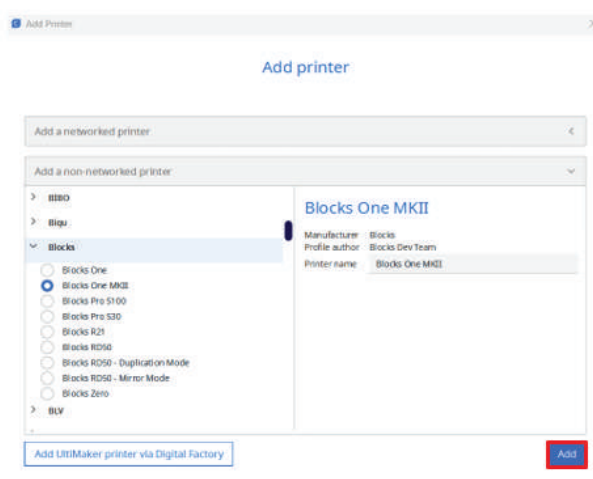 Add Printer
Add printer
Add a networked printer
Add a non-networked printer
BIBO
Biqu
Blocks
Blocks One
Blocks One MKII
Blocks Pro S100
Blocks Pro S30
Blocks R21
Blocks RD50
Blocks RD50 - Duplication Mode
Blocks RD50 - Mirror Mode
Blocks Zero
BLV
Blocks One MKII
Manufacturer Blocks
Profile author Blocks Dev Team
Printer name Blocks One MKII
Add UltiMaker printer via Digital Factory
Add